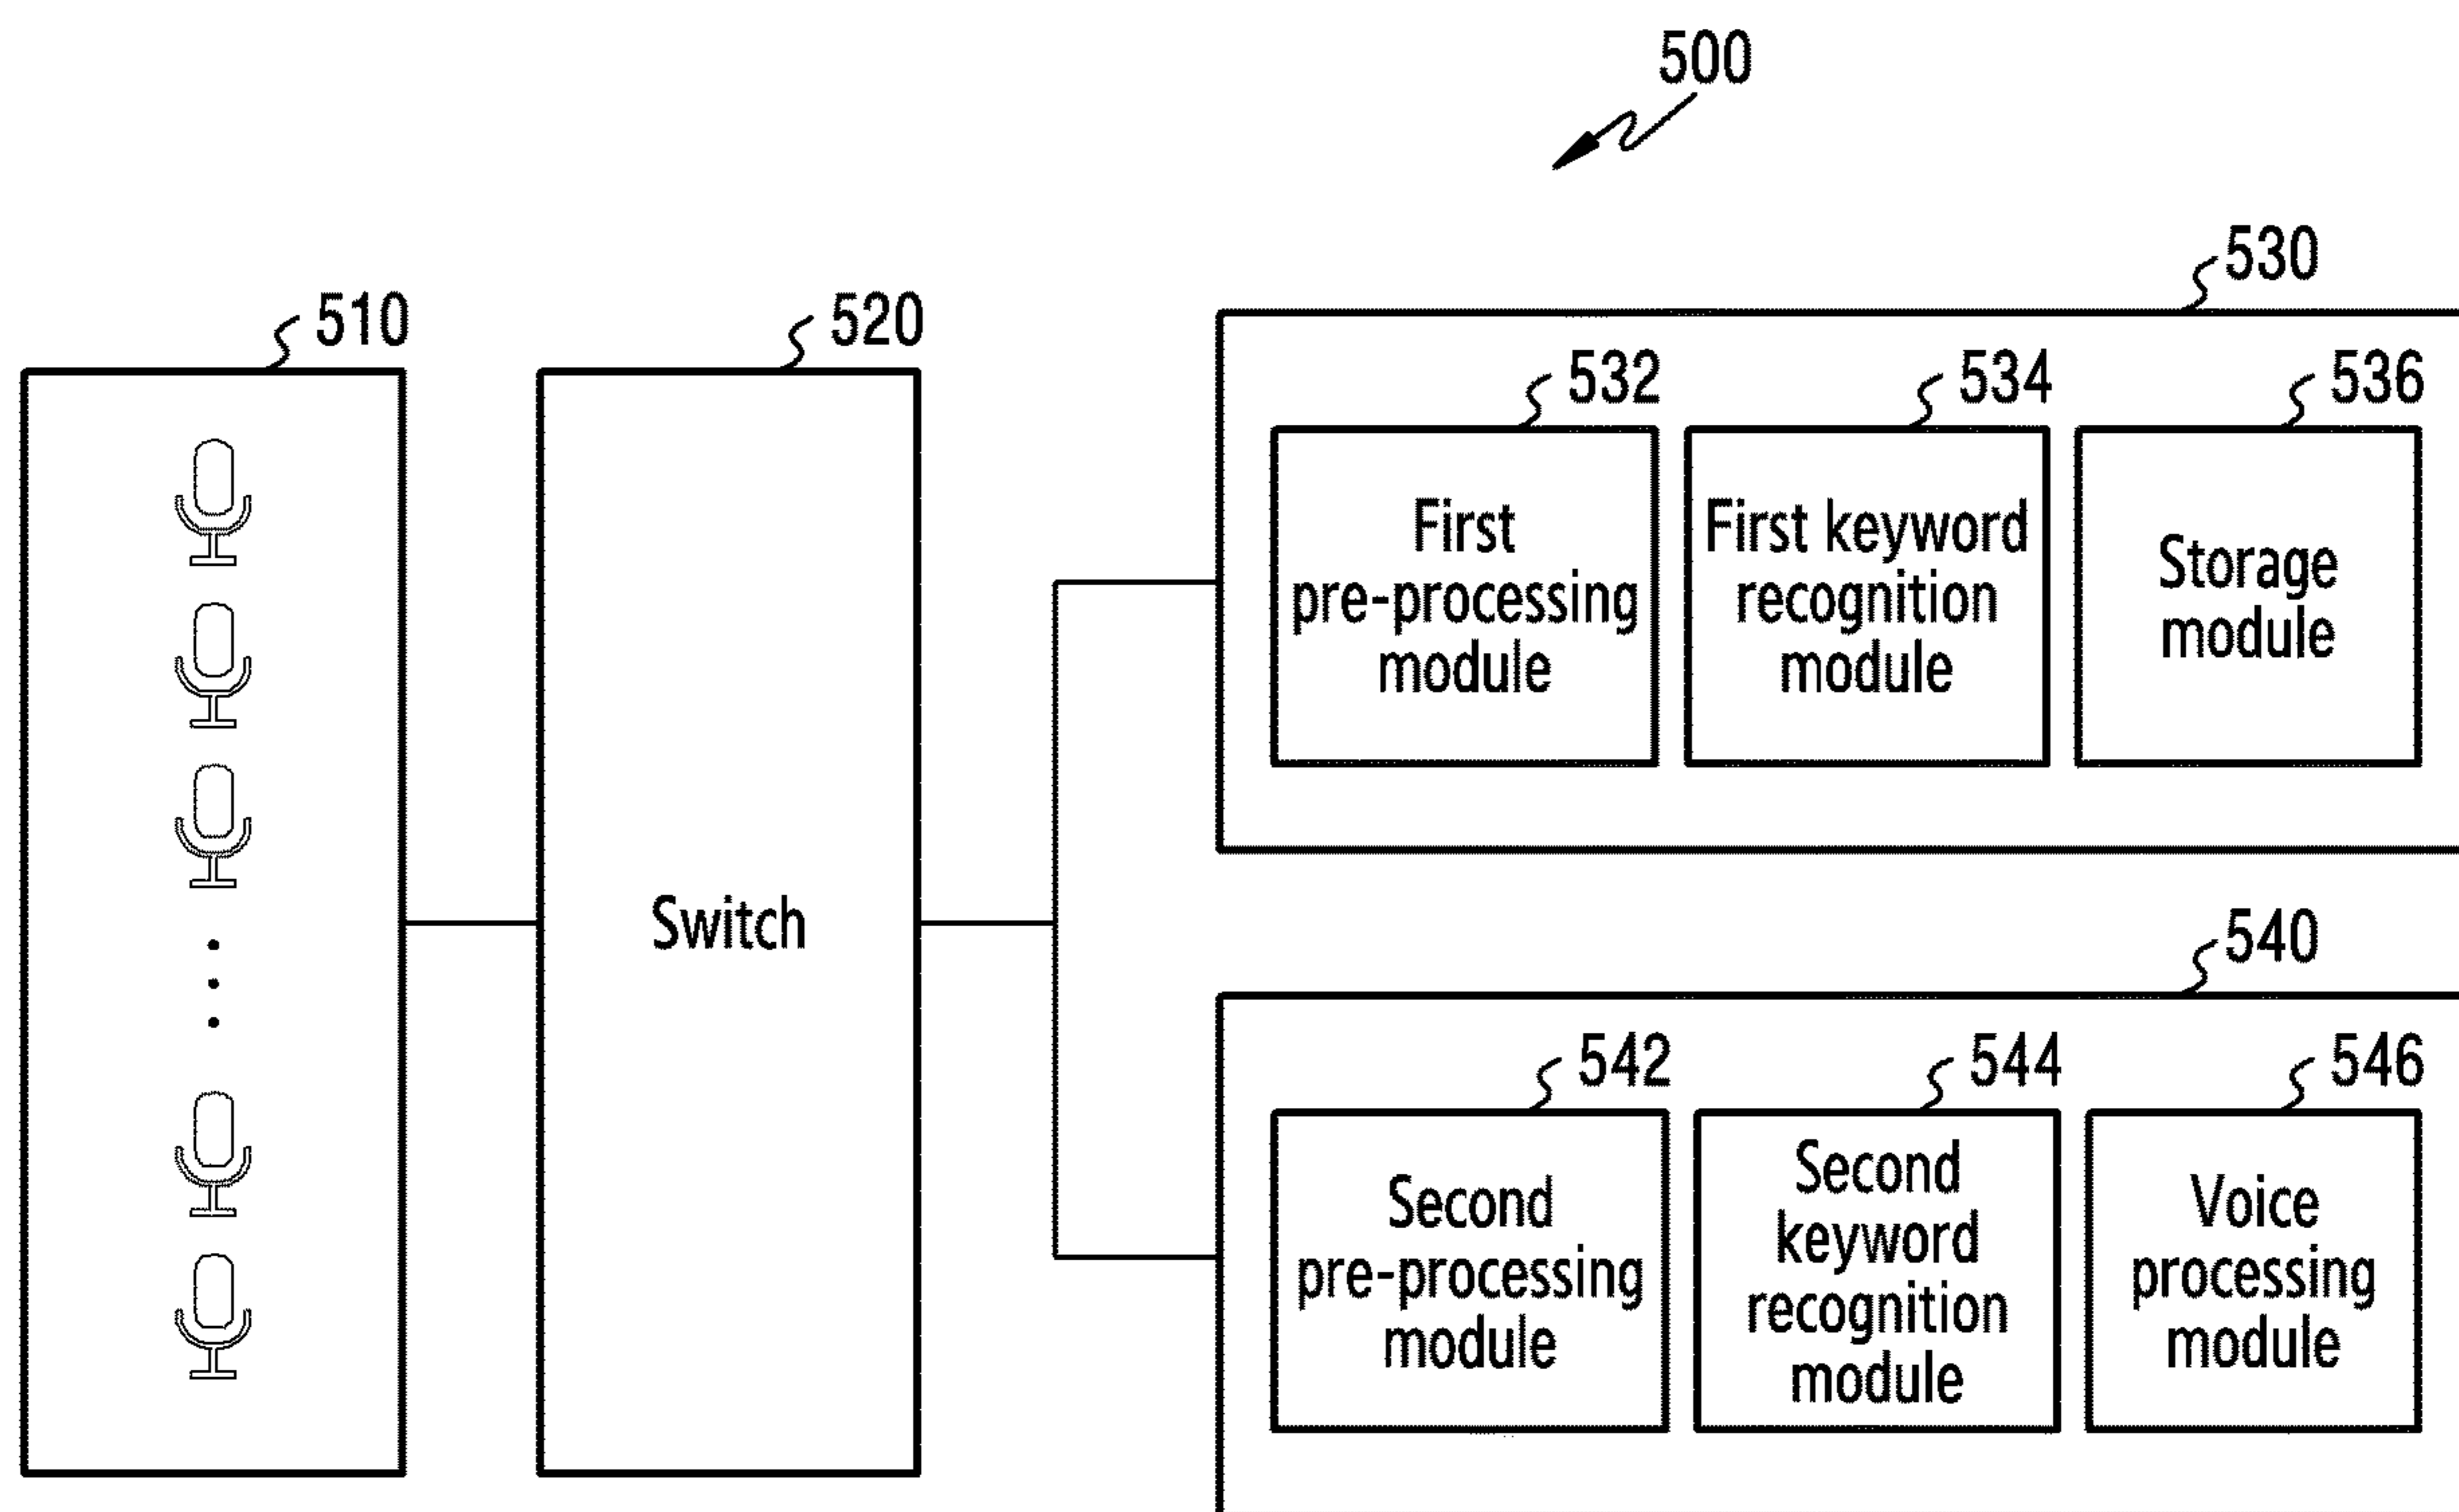 500
510
520
530
532
534
536
First
pre-processing
module
First keyword
recognition
module
Storage
module
Switch
540
542
544
546
Second
pre-processing
module
Second
keyword
recognition
module
Voice
processing
module